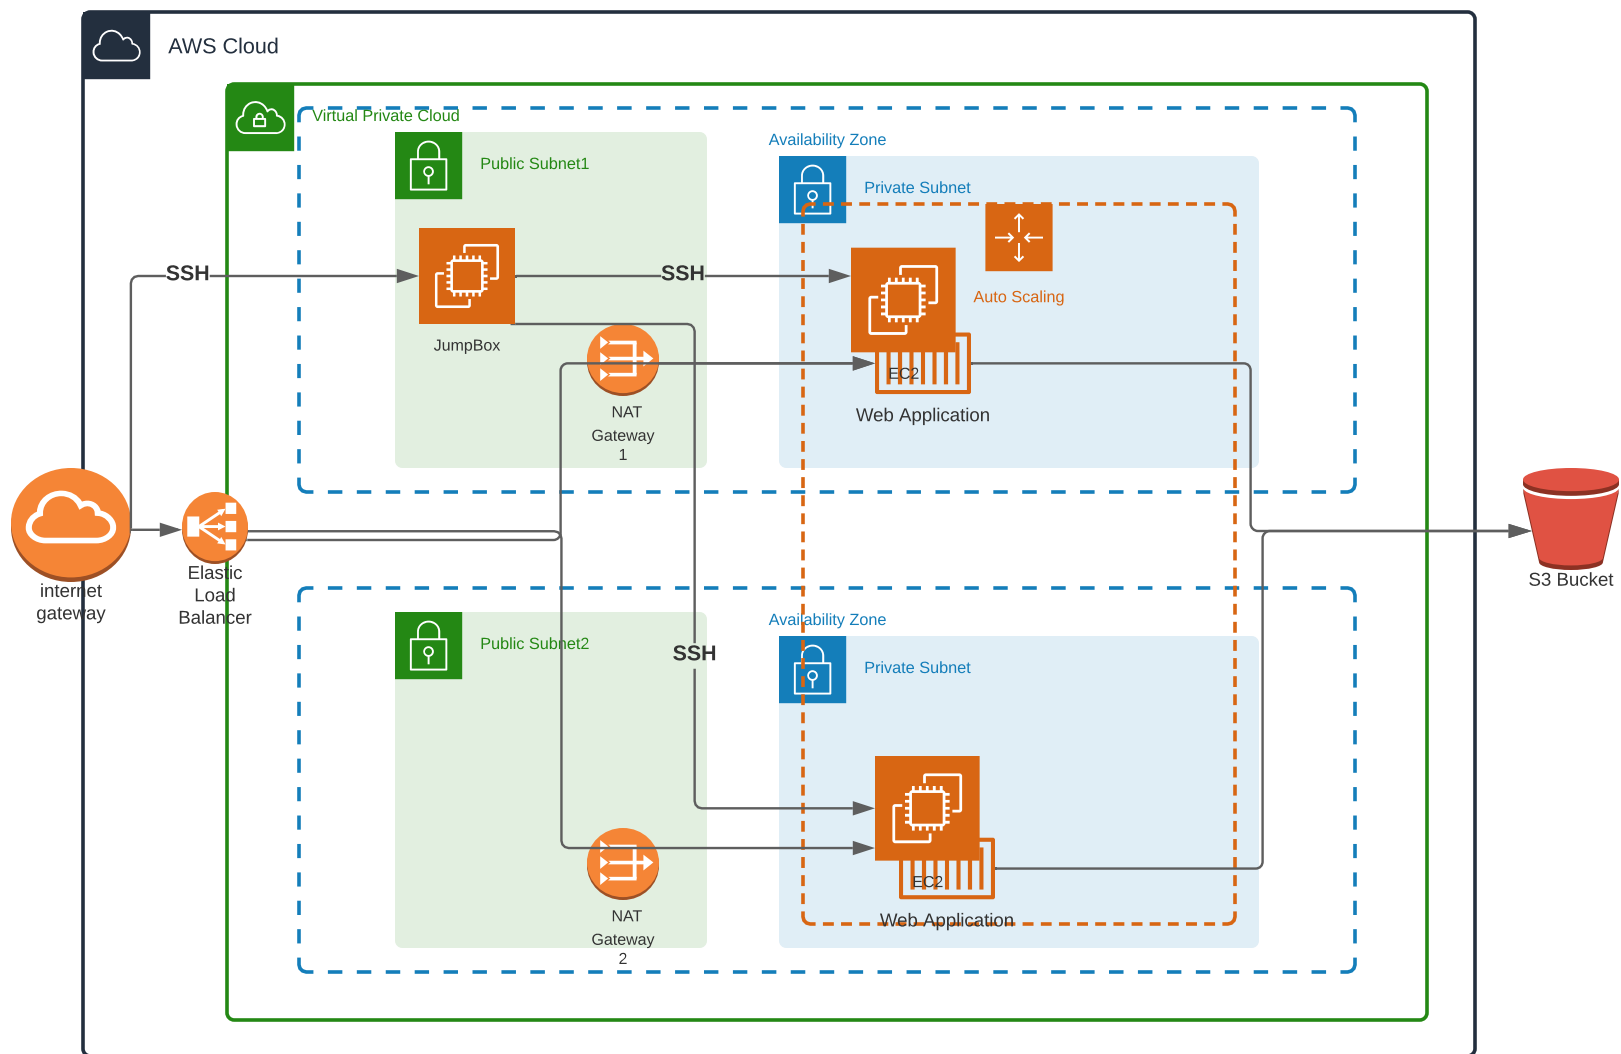 AWS Cloud
Virtual Private Cloud
Availability Zone
Public Subnet1
Private Subnet
SSH
SSH
Auto Scaling
JumpBox
EC2
NAT
Gateway
1
Web Application
internet
gateway
Elastic
Load
Balancer
S3 Bucket
Availability Zone
Public Subnet2
SSH
Private Subnet
EC2
NAT
Gateway
2
Web Application